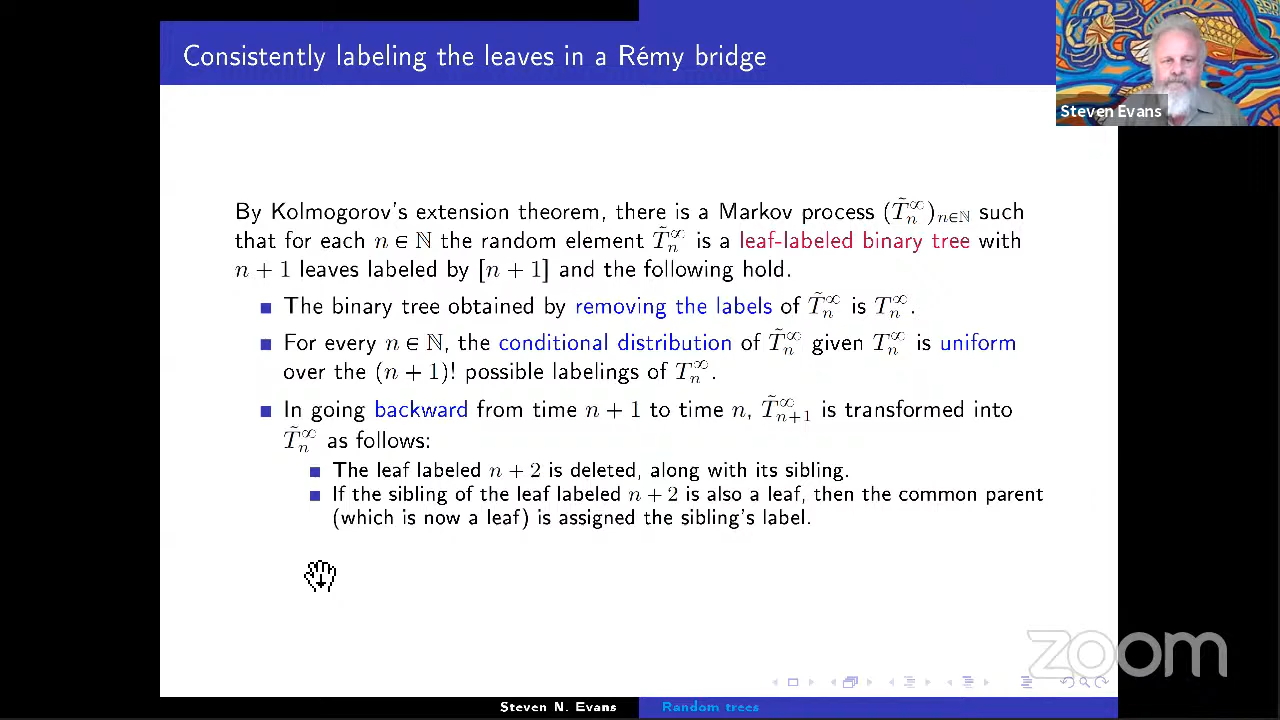 Consistently labeling the leaves in a Rémy bridge
Steven Evans
By Kolmogorov's extension theorem, there is a Markov process $(\tilde{T}_n^\infty)_{n \in \mathbb{N}}$ such
that for each $n \in \mathbb{N}$ the random element $\tilde{T}_n^\infty$ is a leaf-labeled binary tree with
$n + 1$ leaves labeled by $[n + 1]$ and the following hold.
The binary tree obtained by removing the labels of $\tilde{T}_n^\infty$ is $T_n^\infty$.
For every $n \in \mathbb{N}$, the conditional distribution of $\tilde{T}_n^\infty$ given $T_n^\infty$ is uniform
over the $(n + 1)!$ possible labelings of $T_n^\infty$.
In going backward from time $n + 1$ to time $n$, $\tilde{T}_{n+1}^\infty$ is transformed into
$\tilde{T}_n^\infty$ as follows:
The leaf labeled $n + 2$ is deleted, along with its sibling.
If the sibling of the leaf labeled $n + 2$ is also a leaf, then the common parent
(which is now a leaf) is assigned the sibling's label.
zoom
Steven N. Evans
Random trees